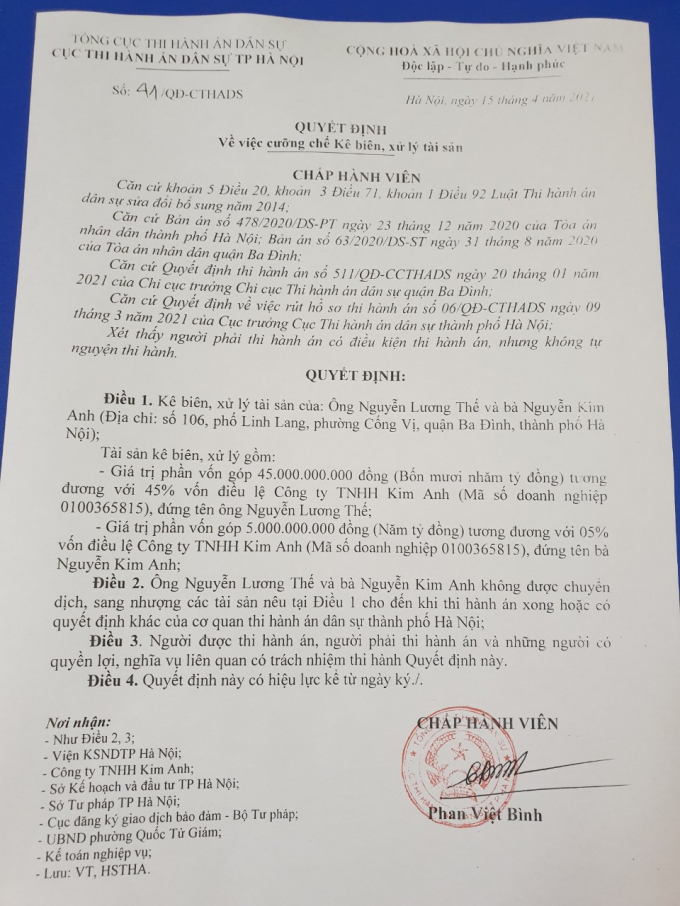 TỔNG CỤC THI HÀNH ÁN DÂN SỰ
CỤC THI HÀNH ÁN DÂN SỰ TP HÀ NỘI
CỘNG HOÀ XÃ HỘI CHỦ NGHĨA VIỆT NAM
Độc lập - Tự do - Hạnh phúc
Số: 41/QĐ-CTHADS
Hà Nội, ngày 15 tháng 4 năm 2021
QUYẾT ĐỊNH
Về việc cưỡng chế Kê biên, xử lý tài sản
CHẤP HÀNH VIÊN
Căn cứ khoản 5 Điều 20, khoản 3 Điều 71, khoản 1 Điều 92 Luật Thi hành án
dân sự sửa đổi bổ sung năm 2014;
Căn cứ Bản án số 478/2020/DS-PT ngày 23 tháng 12 năm 2020 của Tòa án
nhân dân thành phố Hà Nội; Bản án số 63/2020/DS-ST ngày 31 tháng 8 năm 2020
của Tòa án nhân dân quận Ba Đình;
Căn cứ Quyết định thi hành án số 511/QĐ-CCTHADS ngày 20 tháng 01 năm
2021 của Chi cục trưởng Chi cục Thi hành án dân sự quận Ba Đình;
Căn cứ Quyết định về việc rút hồ sơ thi hành án số 06/QĐ-CTHADS ngày 09
tháng 3 năm 2021 của Cục trưởng Cục Thi hành án dân sự thành phố Hà Nội;
Xét thấy người phải thi hành án có điều kiện thi hành án, nhưng không tự
nguyện thi hành.
QUYẾT ĐỊNH:
Điều 1. Kê biên, xử lý tài sản của: Ông Nguyễn Lương Thế và bà Nguyễn Kim
Anh (Địa chỉ: số 106, phố Linh Lang, phường Cống Vị, quận Ba Đình, thành phố Hà
Nội);
Tài sản kê biên, xử lý gồm:
- Giá trị phần vốn góp 45.000.000.000 đồng (Bốn mươi nhăm tỷ đồng) tương
đương với 45% vốn điều lệ Công ty TNHH Kim Anh (Mã số doanh nghiệp
0100365815), đứng tên ông Nguyễn Lương Thế;
- Giá trị phần vốn góp 5.000.000.000 đồng (Năm tỷ đồng) tương đương với 05%
vốn điều lệ Công ty TNHH Kim Anh (Mã số doanh nghiệp 0100365815), đứng tên bà
Nguyễn Kim Anh;
Điều 2. Ông Nguyễn Lương Thế và bà Nguyễn Kim Anh không được chuyển
dịch, sang nhượng các tài sản nêu tại Điều 1 cho đến khi thi hành án xong hoặc có
quyết định khác của cơ quan thi hành án dân sự thành phố Hà Nội;
Điều 3. Người được thi hành án, người phải thi hành án và những người có
quyền lợi, nghĩa vụ liên quan có trách nhiệm thi hành Quyết định này.
Điều 4. Quyết định này có hiệu lực kể từ ngày ký./.
Nơi nhận:
- Như Điều 2, 3;
- Viện KSNDTP Hà Nội;
- Công ty TNHH Kim Anh;
- Sở Kế hoạch và đầu tư TP Hà Nội;
- Sở Tư pháp TP Hà Nội;
- Cục đăng ký giao dịch bảo đảm - Bộ Tư pháp;
- UBND phường Quốc Tử Giám;
- Kế toán nghiệp vụ;
- Lưu: VT, HSTHA.
CHẤP HÀNH VIÊN
Phan Việt Bình